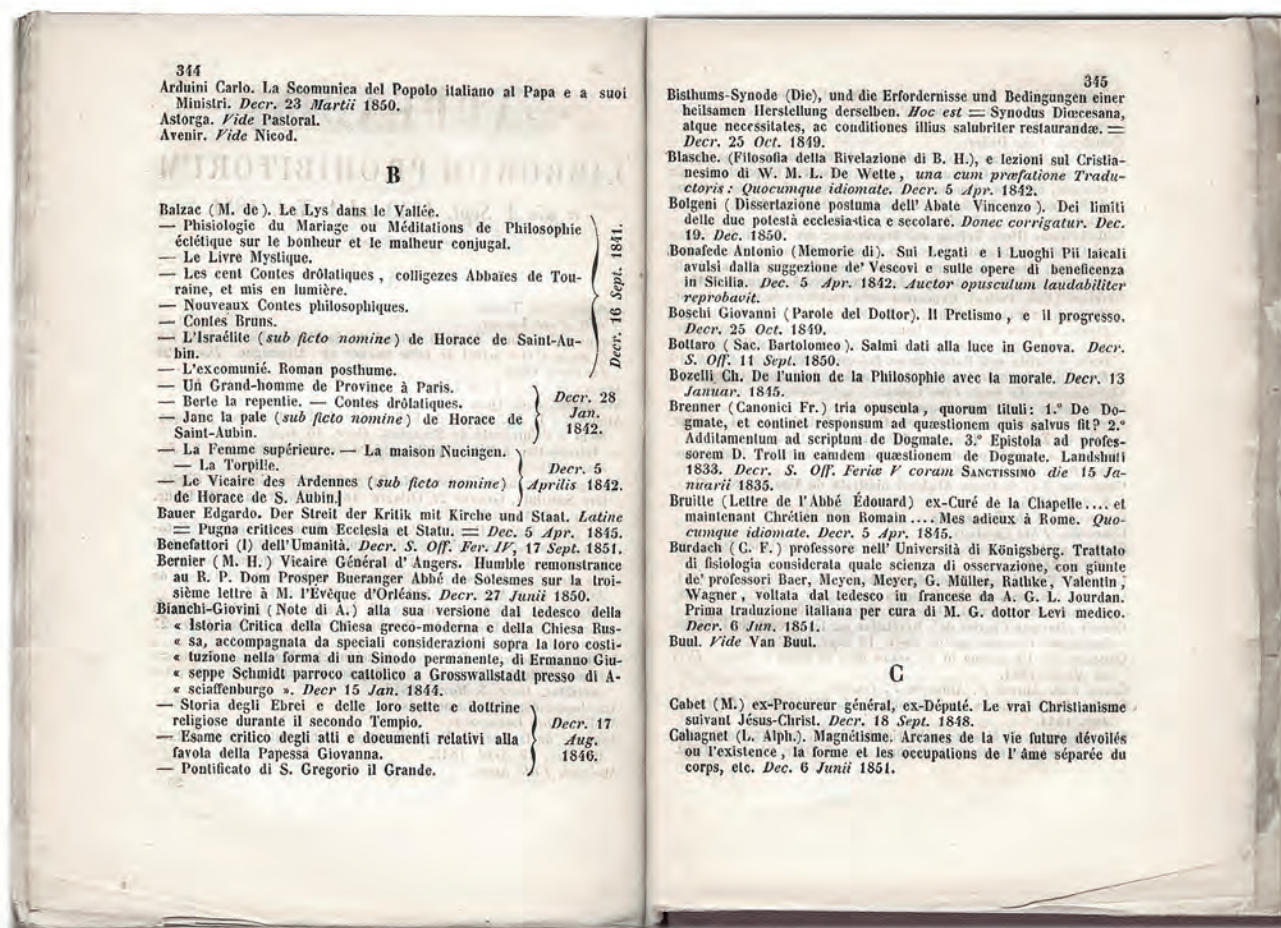 344
Arduini Carlo. La Scomunica del Popolo italiano al Papa e a suoi
Ministri. Decr. 23 Martii 1850.
Astorga. Vide Pastoral.
Avenir. Vide Nicod.
B
Balzac (M. de). Le Lys dans le Vallée.
— Phisiologie du Mariage ou Méditations de Philosophie
éclétique sur le bonheur et le malheur conjugal.
— Le Livre Mystique.
— Les cent Contes drôlatiques, colligezes Abbaïes de Tou-
raine, et mis en lumière.
— Nouveaux Contes philosophiques.
— Contes Bruns.
— L'Israélite (sub ficto nomine) de Horace de Saint-Au-
bin.
— L'excomunié. Roman posthume.
Decr. 16 Sept. 1841.
— Un Grand-homme de Province à Paris.
— Berte la repentie. — Contes drôlatiques.
— Jane la pale (sub ficto nomine) de Horace de
Saint-Aubin.
Decr. 28
Jan.
1842.
— La Femme supérieure. — La maison Nucingen.
— La Torpille.
— Le Vicaire des Ardennes (sub ficto nomine)
de Horace de S. Aubin.]
Decr. 5
Aprilis 1842.
Bauer Edgardo. Der Streit der Kritik mit Kirche und Staat. Latine
= Pugna critices cum Ecclesia et Statu. = Dec. 5 Apr. 1845.
Benefattori (I) dell'Umanità. Decr. S. Off. Fer. IV, 17 Sept. 1851.
Bernier (M. H.) Vicaire Général d'Angers. Humble remonstrance
au R. P. Dom Prosper Bueranger Abbé de Solesmes sur la troi-
sième lettre à M. l'Evêque d'Orléans. Decr. 27 Junii 1850.
Bianchi-Giovini (Note di A.) alla sua versione dal tedesco della
« Istoria Critica della Chiesa greco-moderna e della Chiesa Rus-
« sa, accompagnata da speciali considerazioni sopra la loro costi-
« tuzione nella forma di un Sinodo permanente, di Ermanno Giu-
« seppe Schmidt parroco cattolico a Grosswallstadt presso di A-
« sciaffenburgo ». Decr 15 Jan. 1844.
— Storia degli Ebrei e delle loro sette e dottrine
religiose durante il secondo Tempio.
— Esame critico degli atti e documenti relativi alla
favola della Papessa Giovanna.
— Pontificato di S. Gregorio il Grande.
Decr. 17
Aug.
1846.
345
Bisthums-Synode (Die), und die Erfordernisse und Bedingungen einer
heilsamen Herstellung derselben. Hoc est = Synodus Diœcesana,
atque necessitates, ac conditiones illius salubriter restaurandæ. =
Decr. 25 Oct. 1849.
Blasche. (Filosofia della Rivelazione di B. H.), e lezioni sul Cristia-
nesimo di W. M. L. De Wette, una cum præfatione Tradu-
ctoris: Quocumque idiomate. Decr. 5 Apr. 1842.
Bolgeni (Dissertazione postuma dell' Abate Vincenzo). Dei limiti
delle due potestà ecclesiastica e secolare. Donec corrigatur. Dec.
19. Dec. 1850.
Bonafede Antonio (Memorie di). Sui Legati e i Luoghi Pii laicali
avulsi dalla suggezione de' Vescovi e sulle opere di beneficenza
in Sicilia. Dec. 5 Apr. 1842. Auctor opusculum laudabiliter
reprobavit.
Boschi Giovanni (Parole del Dottor). Il Pretismo, e il progresso.
Decr. 25 Oct. 1849.
Bottaro (Sac. Bartolomeo). Salmi dati alla luce in Genova. Decr.
S. Off. 11 Sept. 1850.
Bozelli Ch. De l'union de la Philosophie avec la morale. Decr. 13
Januar. 1845.
Brenner (Canonici Fr.) tria opuscula, quorum tituli: 1.° De Do-
gmate, et continet responsum ad quæstionem quis salvus fit? 2.°
Additamentum ad scriptum de Dogmate. 3.° Epistola ad profes-
sorem D. Troll in eamdem quæstionem de Dogmate. Landshuti
1833. Decr. S. Off. Feriæ V coram SANCTISSIMO die 15 Ja-
nuarii 1835.
Bruitte (Lettre de l'Abbé Édouard) ex-Curé de la Chapelle.... et
maintenant Chrétien non Romain.... Mes adieux à Rome. Quo-
cumque idiomate. Decr. 5 Apr. 1845.
Burdach (C. F.) professore nell' Università di Königsberg. Trattato
di fisiologia considerata quale scienza di osservazione, con giunte
de' professori Baer, Meyen, Meyer, G. Müller, Rathke, Valentin,
Wagner, voltata dal tedesco in francese da A. G. L. Jourdan.
Prima traduzione italiana per cura di M. G. dottor Levi medico.
Decr. 6 Jun. 1851.
Buul. Vide Van Buul.
C
Cabet (M.) ex-Procureur général, ex-Député. Le vrai Christianisme
suivant Jésus-Christ. Decr. 18 Sept. 1848.
Cahagnet (L. Alph.). Magnétisme. Arcanes de la vie future dévoilés
ou l'existence, la forme et les occupations de l'âme séparée du
corps, etc. Dec. 6 Junii 1851.